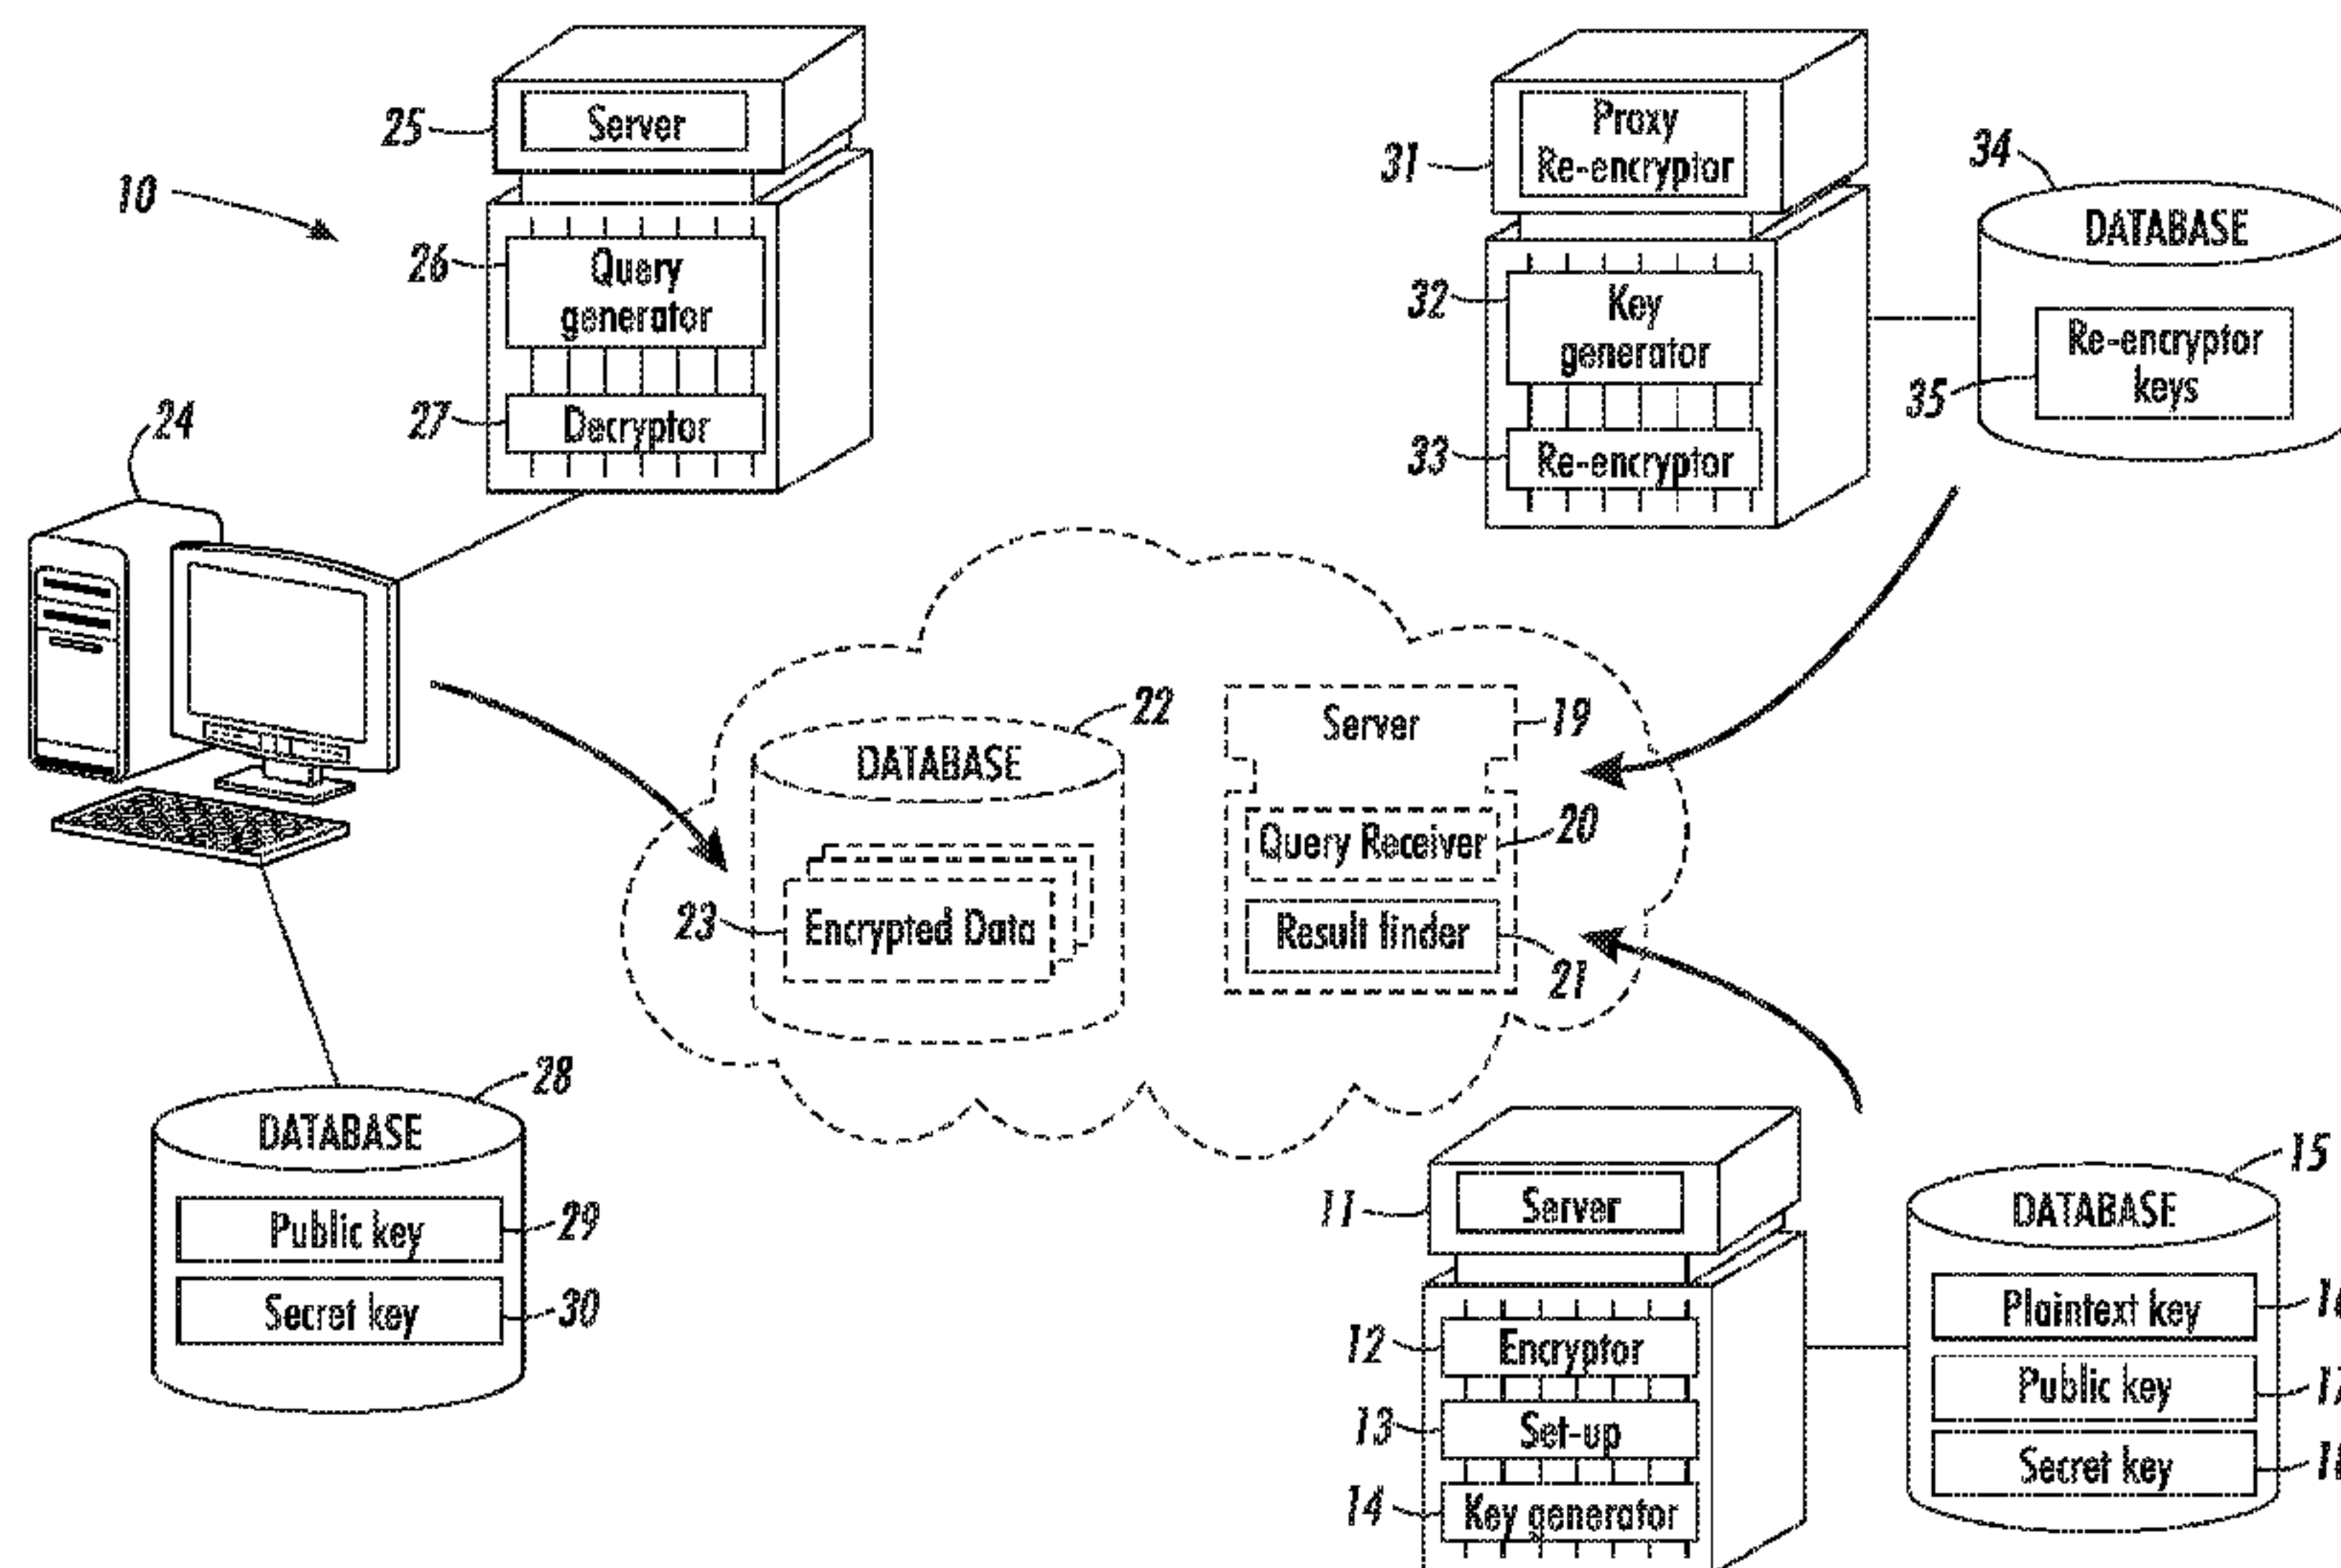 10
25
Server
26
Query
generator
27
Decryptor
24
31
Proxy
Re-encryptor
32
Key
generator
33
Re-encryptor
34
DATABASE
Re-encryptor
keys
35
22
DATABASE
23
Encrypted Data
Server
19
Query Receiver
20
Result finder
21
28
DATABASE
Public key
29
Secret key
30
11
Server
12
Encryptor
13
Set-up
14
Key generator
15
DATABASE
Plaintext key
Public key
17
Secret key